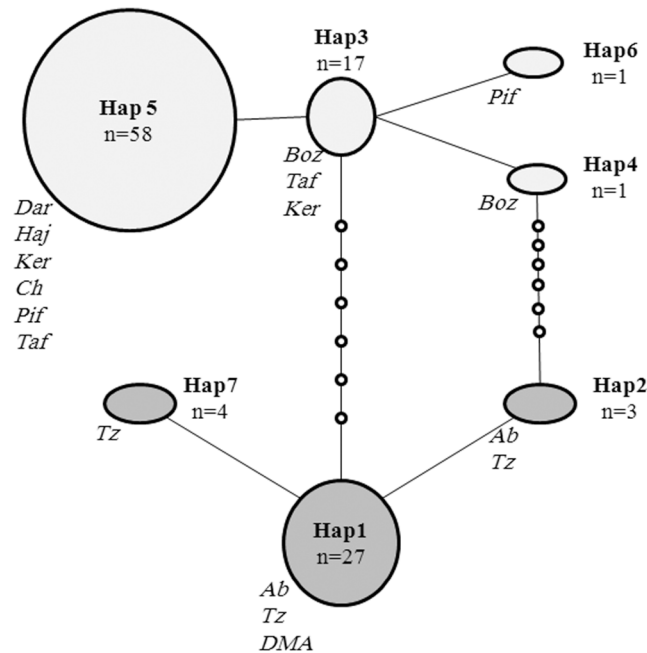 Hap 5
n=58
Dar
Haj
Ker
Ch
Pif
Taf
Hap3
n=17
Boz
Taf
Ker
Hap6
n=1
Pif
Hap4
n=1
Boz
Hap7
n=4
Tz
Hap2
n=3
Ab
Tz
Hap1
n=27
Ab
Tz
DMA